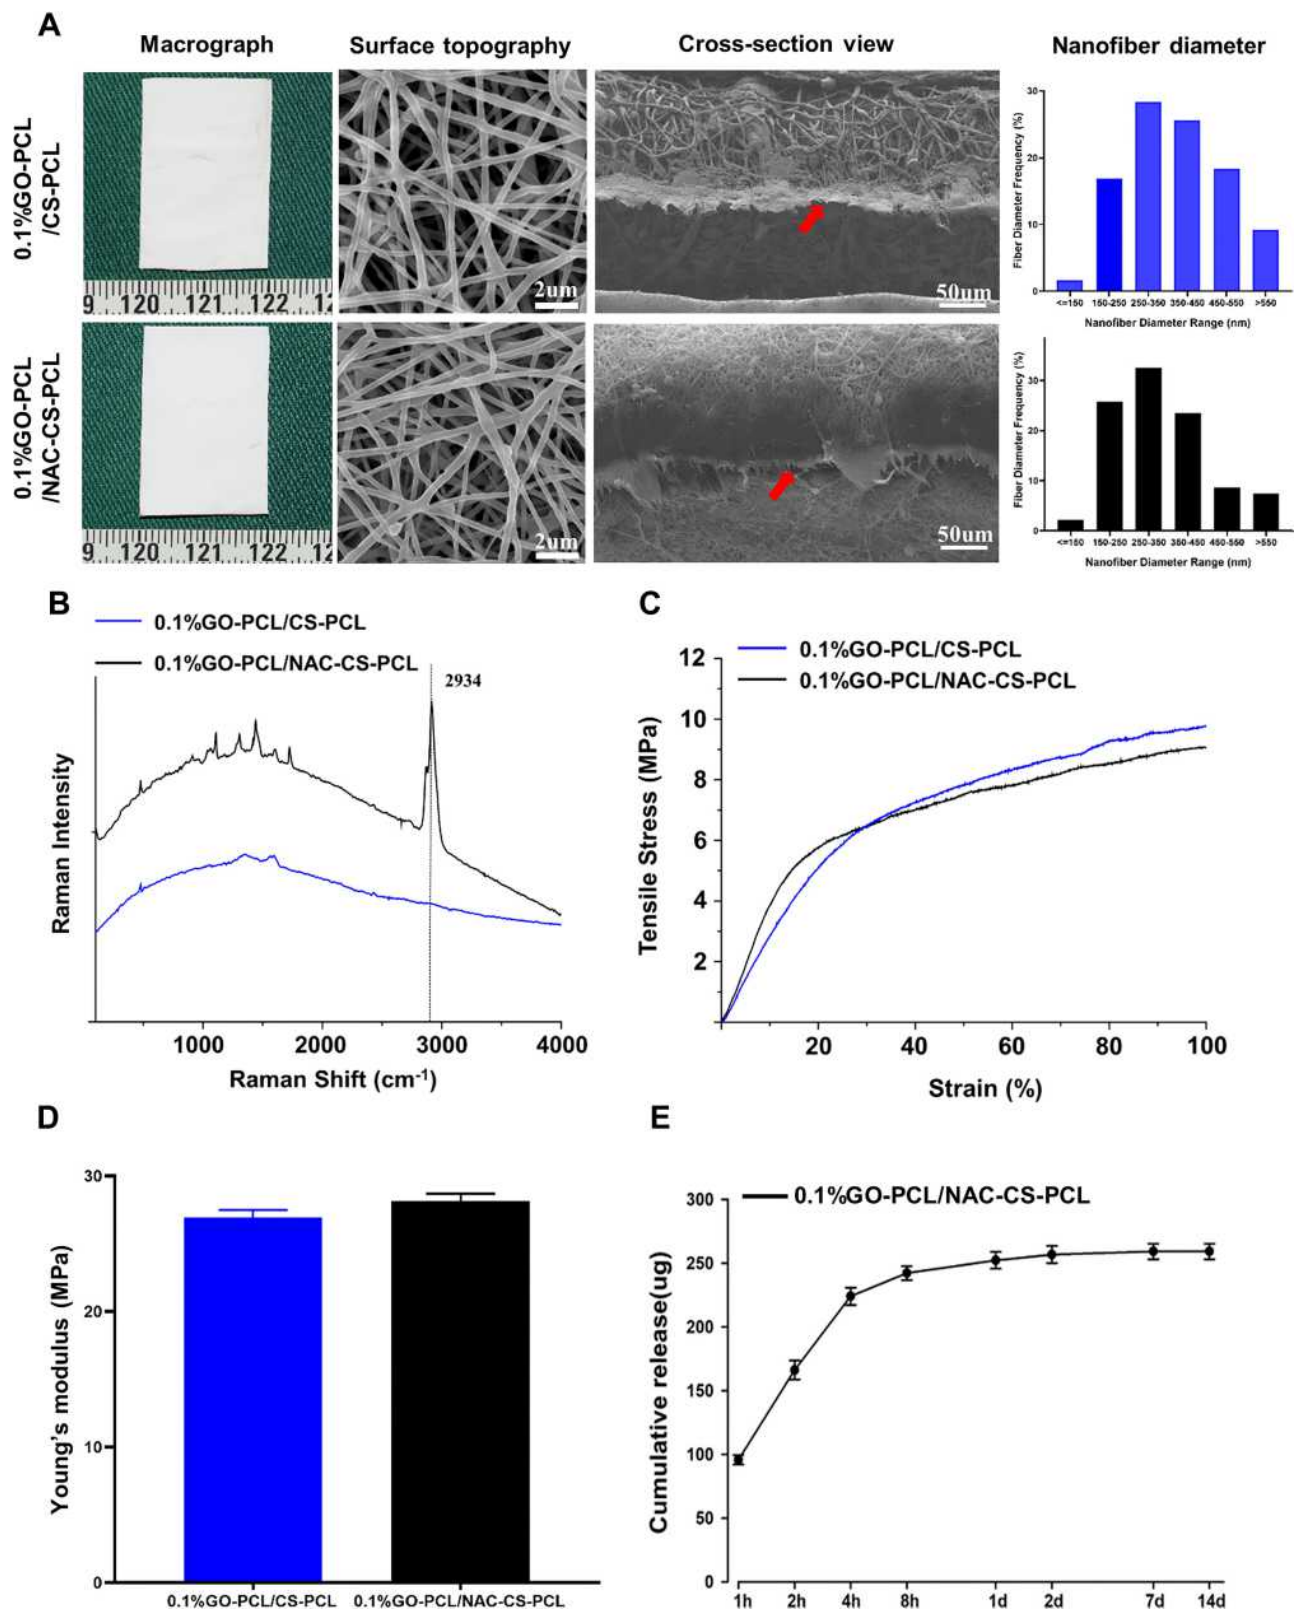 A
Macrograph
Surface topography
Cross-section view
Nanofiber diameter
0.1%GO-PCL
/CS-PCL
9 120 121 122 12
2um
50um
Fiber Diameter Frequency (%)
30
20
10
0
<=150 150-250 250-350 350-450 450-550 >550
Nanofiber Diameter Range (nm)
0.1%GO-PCL
/NAC-CS-PCL
9 120 121 122 12
2um
50um
Fiber Diameter Frequency (%)
30
20
10
0
<=150 150-250 250-350 350-450 450-550 >550
Nanofiber Diameter Range (nm)
B
0.1%GO-PCL/CS-PCL
0.1%GO-PCL/NAC-CS-PCL
2934
Raman Intensity
1000 2000 3000 4000
Raman Shift (cm-1)
C
0.1%GO-PCL/CS-PCL
0.1%GO-PCL/NAC-CS-PCL
Tensile Stress (MPa)
12
10
8
6
4
2
20 40 60 80 100
Strain (%)
D
Young's modulus (MPa)
30
20
10
0
0.1%GO-PCL/CS-PCL 0.1%GO-PCL/NAC-CS-PCL
E
0.1%GO-PCL/NAC-CS-PCL
Cumulative release(ug)
300
250
200
150
100
50
0
1h 2h 4h 8h 1d 2d 7d 14d